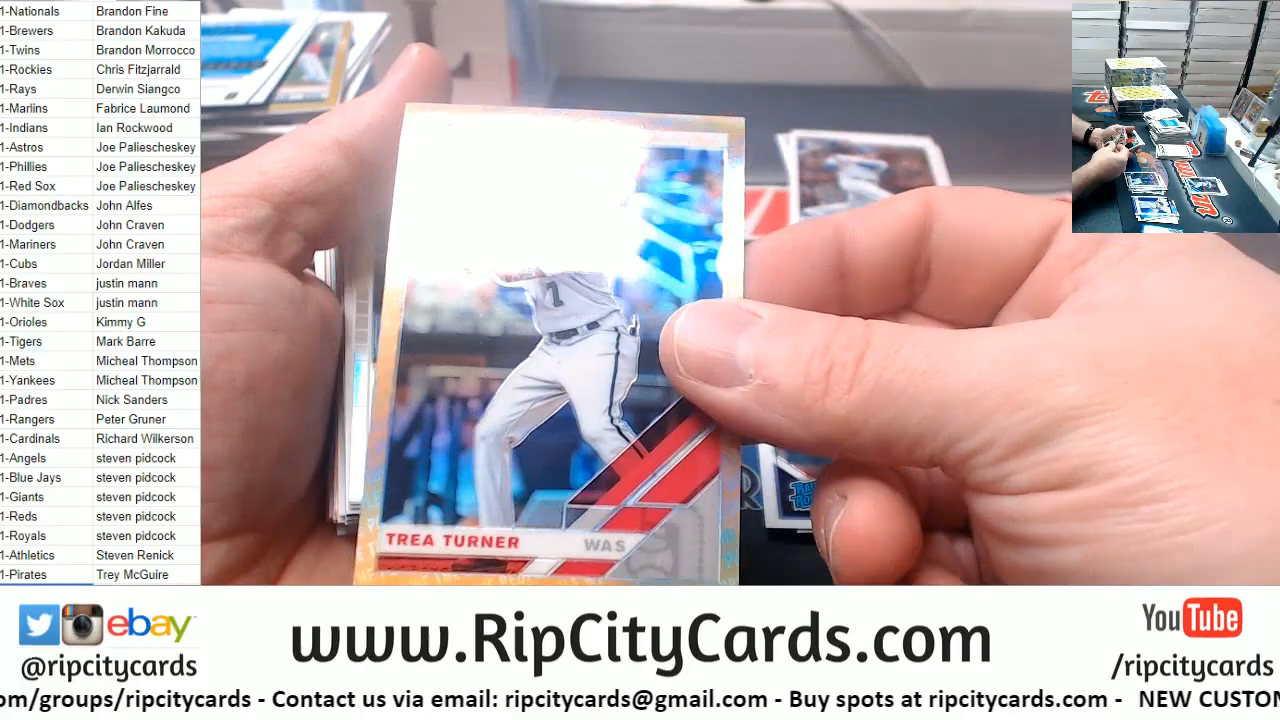 1-Nationals Brandon Fine
1-Brewers Brandon Kakuda
1-Twins Brandon Morrocco
1-Rockies Chris Fitzjarrald
1-Rays Derwin Siangco
1-Marlins Fabrice Laumond
1-Indians Ian Rockwood
1-Astros Joe Paliescheskey
1-Phillies Joe Paliescheskey
1-Red Sox Joe Paliescheskey
1-Diamondbacks John Alfes
1-Dodgers John Craven
1-Mariners John Craven
1-Cubs Jordan Miller
1-Braves justin mann
1-White Sox justin mann
1-Orioles Kimmy G
1-Tigers Mark Barre
1-Mets Micheal Thompson
1-Yankees Micheal Thompson
1-Padres Nick Sanders
1-Rangers Peter Gruner
1-Cardinals Richard Wilkerson
1-Angels steven pidcock
1-Blue Jays steven pidcock
1-Giants steven pidcock
1-Reds steven pidcock
1-Royals steven pidcock
1-Athletics Steven Renick
1-Pirates Trey McGuire
7
TREA TURNER WAS
ebay
@ripcitycards
www.RipCityCards.com
YouTube
/ripcitycards
om/groups/ripcitycards - Contact us via email: ripcitycards@gmail.com - Buy spots at ripcitycards.com - NEW CUSTOM